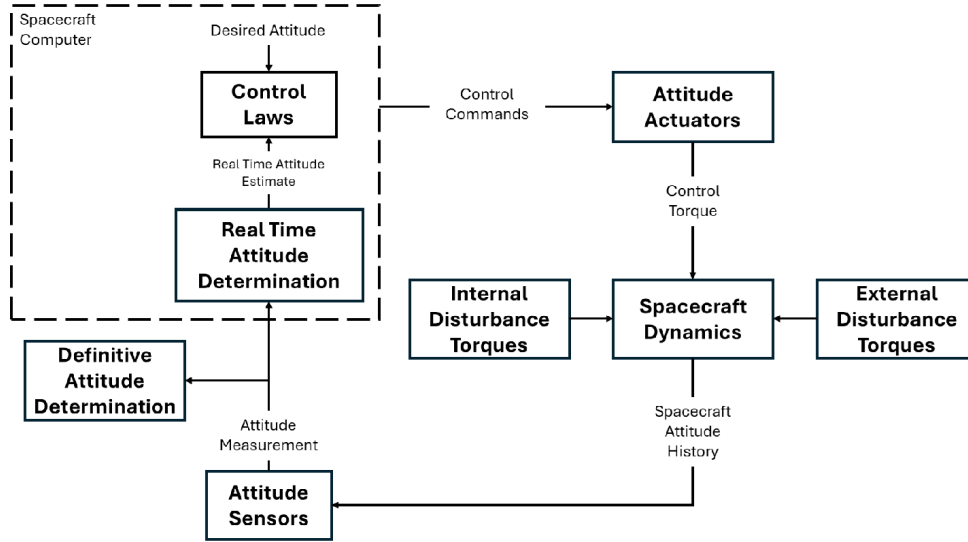 Spacecraft
Computer
Desired Attitude
Control
Laws
Real Time Attitude
Estimate
Real Time
Attitude
Determination
Control
Commands
Attitude
Actuators
Control
Torque
Internal
Disturbance
Torques
Spacecraft
Dynamics
External
Disturbance
Torques
Definitive
Attitude
Determination
Attitude
Measurement
Spacecraft
Attitude
History
Attitude
Sensors